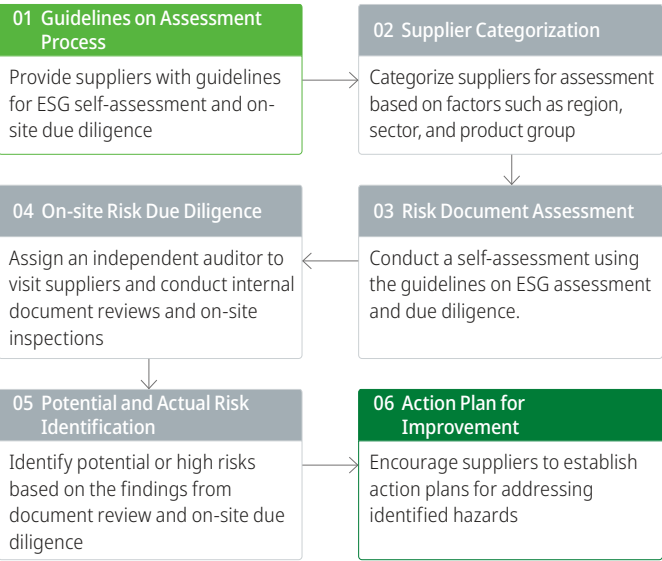 01 Guidelines on Assessment
Process
Provide suppliers with guidelines
for ESG self-assessment and on-
site due diligence
02 Supplier Categorization
Categorize suppliers for assessment
based on factors such as region,
sector, and product group
03 Risk Document Assessment
Conduct a self-assessment using
the guidelines on ESG assessment
and due diligence.
04 On-site Risk Due Diligence
Assign an independent auditor to
visit suppliers and conduct internal
document reviews and on-site
inspections
05 Potential and Actual Risk
Identification
Identify potential or high risks
based on the findings from
document review and on-site due
diligence
06 Action Plan for
Improvement
Encourage suppliers to establish
action plans for addressing
identified hazards